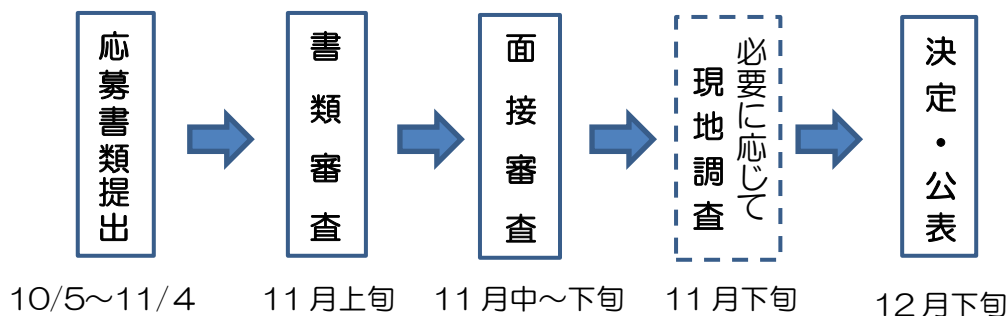 応募書類提出
書類審査
面接審査
必要に応じて
現地調査
決定・公表
10/5～11/4
11月上旬
11月中～下旬
11月下旬
12月下旬